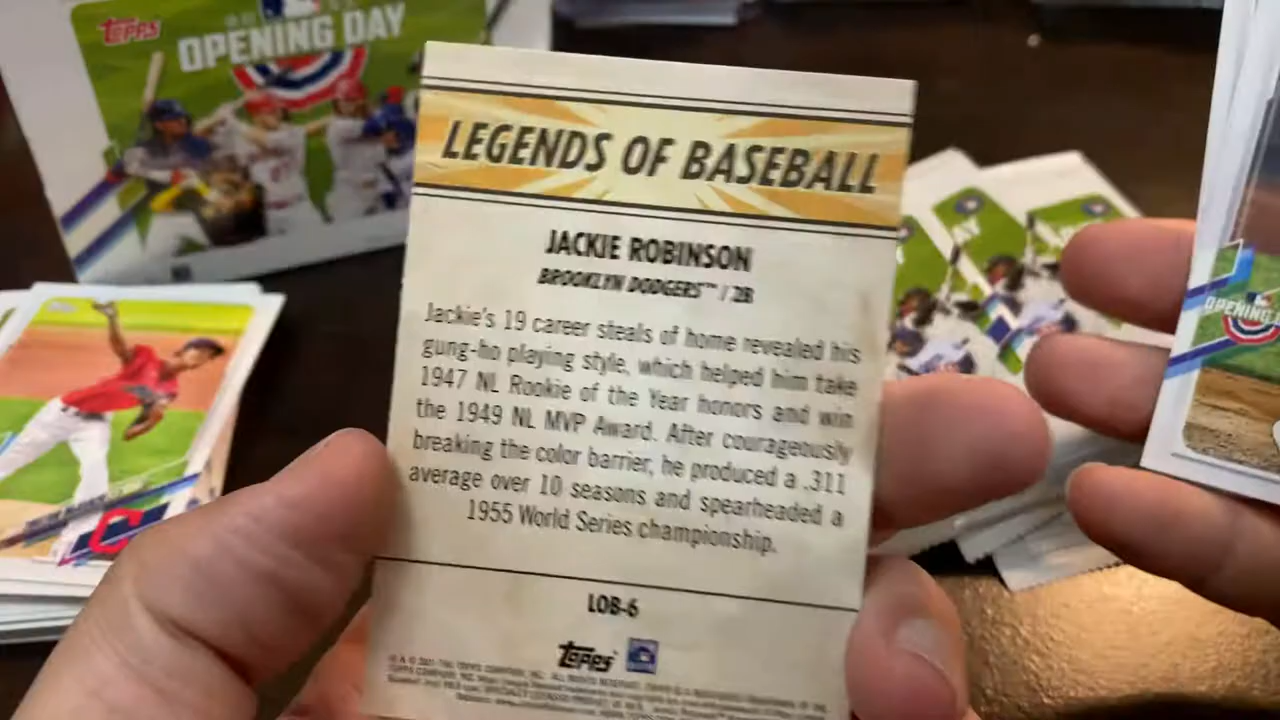 Topps
OPENING DAY
LEGENDS OF BASEBALL
JACKIE ROBINSON
BROOKLYN DODGERS™ / 2B
Jackie's 19 career steals of home revealed his
gung-ho playing style, which helped him take
1947 NL Rookie of the Year honors and win
the 1949 NL MVP Award. After courageously
breaking the color barrier, he produced a .311
average over 10 seasons and spearheaded a
1955 World Series championship.
LOB-6
Topps
OPENING